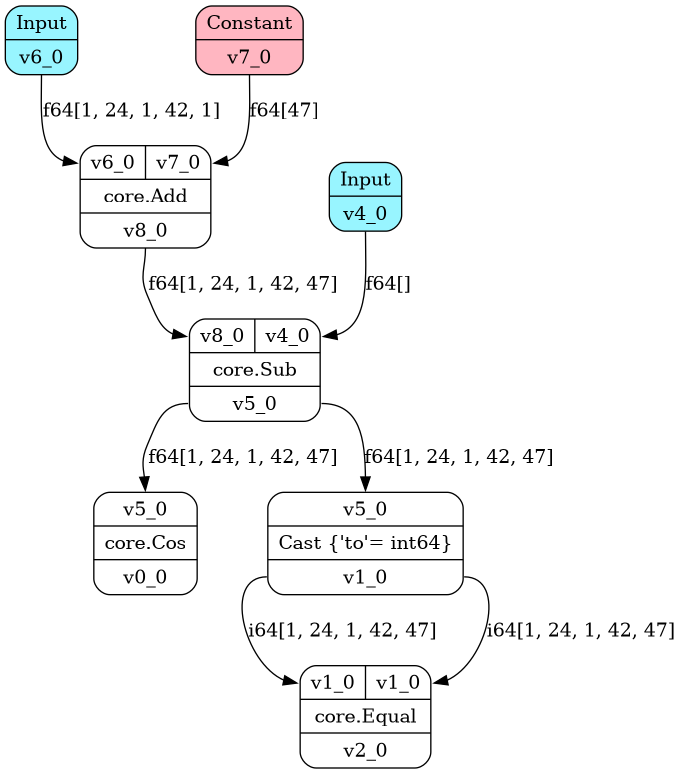 Input
v6_0
Constant
v7_0
f64[1, 24, 1, 42, 1]
f64[47]
v6_0 v7_0
core.Add
v8_0
Input
v4_0
f64[1, 24, 1, 42, 47]
f64[]
v8_0 v4_0
core.Sub
v5_0
f64[1, 24, 1, 42, 47]
f64[1, 24, 1, 42, 47]
v5_0
core.Cos
v0_0
v5_0
Cast {'to'= int64}
v1_0
i64[1, 24, 1, 42, 47]
i64[1, 24, 1, 42, 47]
v1_0 v1_0
core.Equal
v2_0